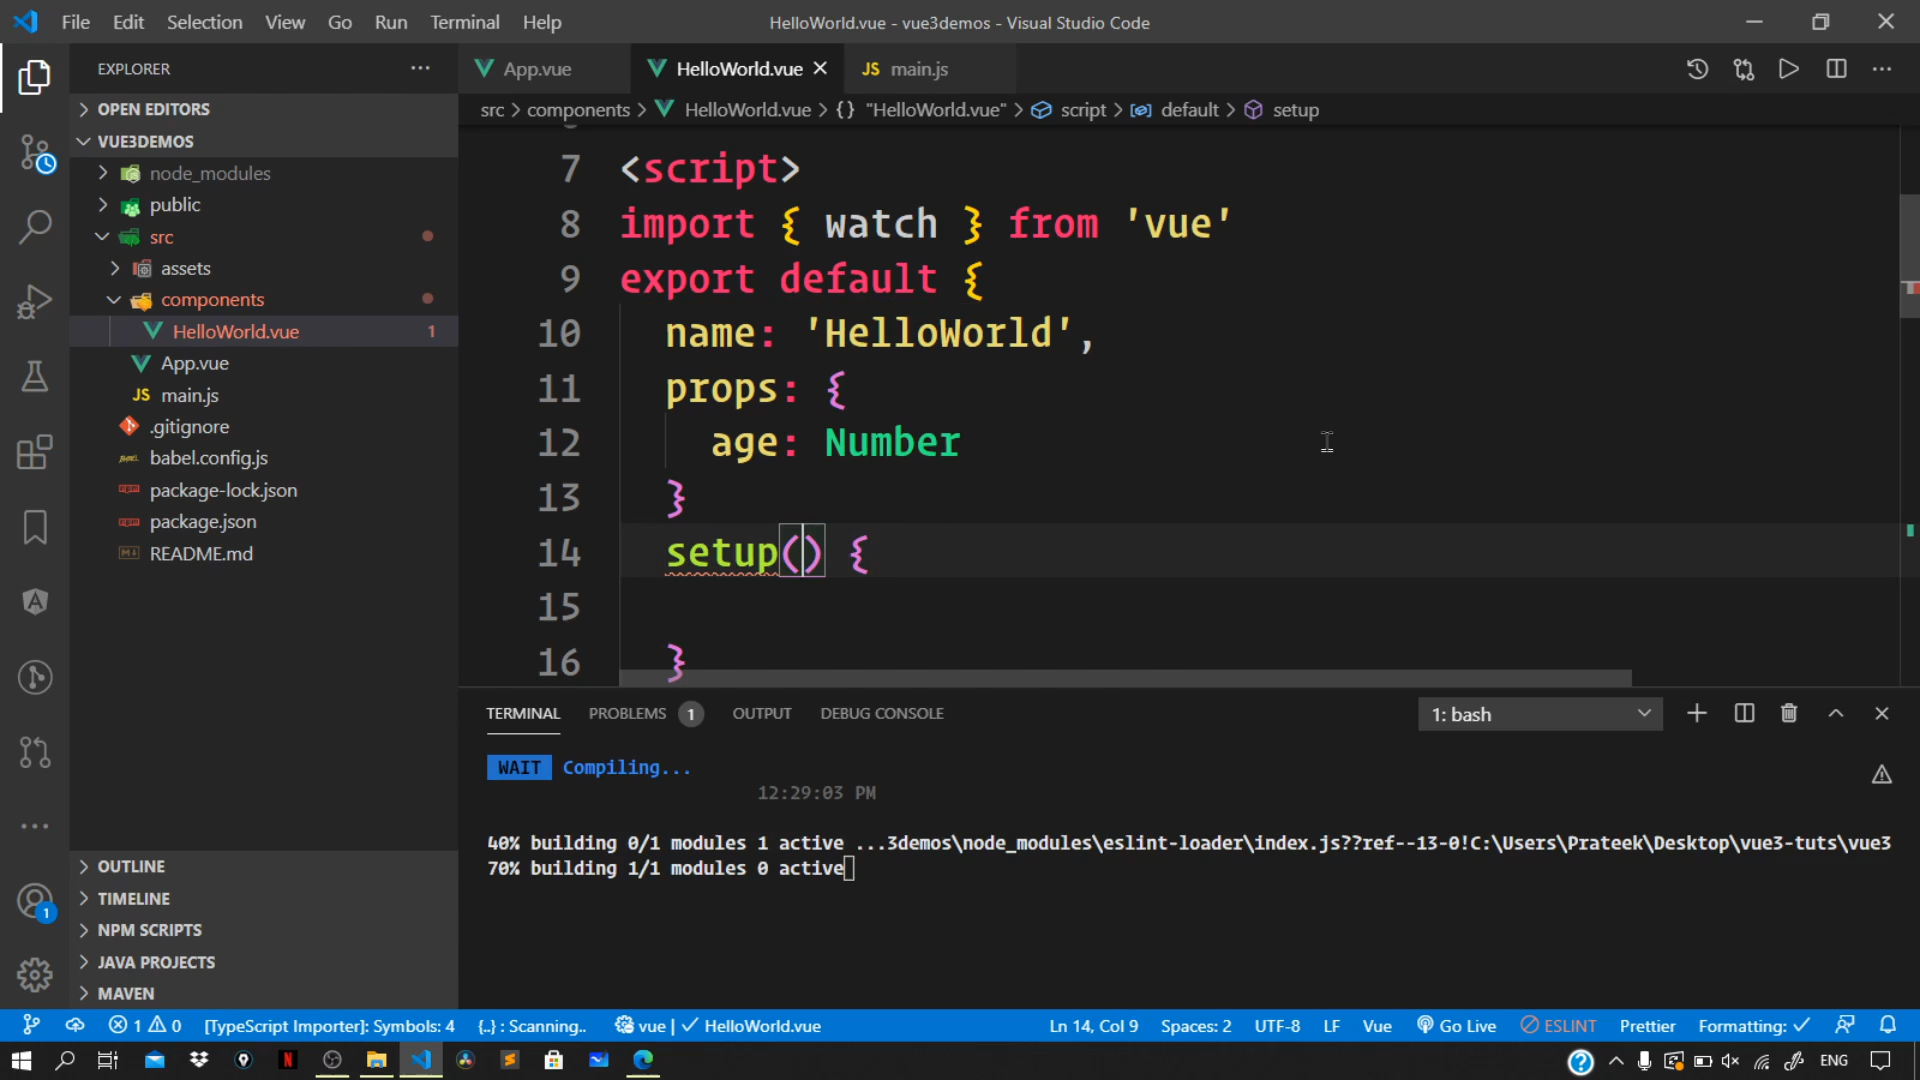 File Edit Selection View Go Run Terminal Help
HelloWorld.vue - vue3demos - Visual Studio Code
EXPLORER
OPEN EDITORS
VUE3DEMOS
node_modules
public
src
assets
components
HelloWorld.vue 1
App.vue
JS main.js
.gitignore
babel.config.js
package-lock.json
package.json
README.md
OUTLINE
TIMELINE
NPM SCRIPTS
JAVA PROJECTS
MAVEN
App.vue HelloWorld.vue JS main.js
src > components > HelloWorld.vue > {} "HelloWorld.vue" > script > default > setup
7 <script>
8 import { watch } from 'vue'
9 export default {
10 name: 'HelloWorld',
11 props: {
12 age: Number
13 }
14 setup() {
15
16 }
TERMINAL PROBLEMS 1 OUTPUT DEBUG CONSOLE 1: bash
WAIT Compiling...
12:29:03 PM
40% building 0/1 modules 1 active ...3demos\node_modules\eslint-loader\index.js??ref--13-0!C:\Users\Prateek\Desktop\vue3-tuts\vue3
70% building 1/1 modules 0 active
1 0 [TypeScript Importer]: Symbols: 4 {..} : Scanning.. vue | ✓ HelloWorld.vue Ln 14, Col 9 Spaces: 2 UTF-8 LF Vue Go Live ESLINT Prettier Formatting: ✓
1
ENG